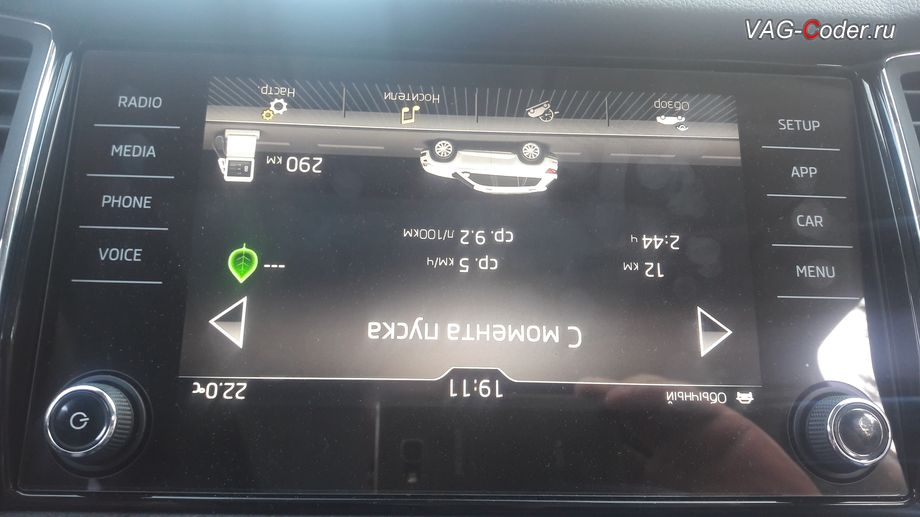 VAG-Coder.ru
RADIO
MEDIA
PHONE
VOICE
SETUP
APP
CAR
MENU
Обычный 19:11 22.0°C
С момента пуска
12 км ср. 5 км/ч ---
2:44 ч ср. 9.2 л/100км
290 км
Обзор Носители Настр.